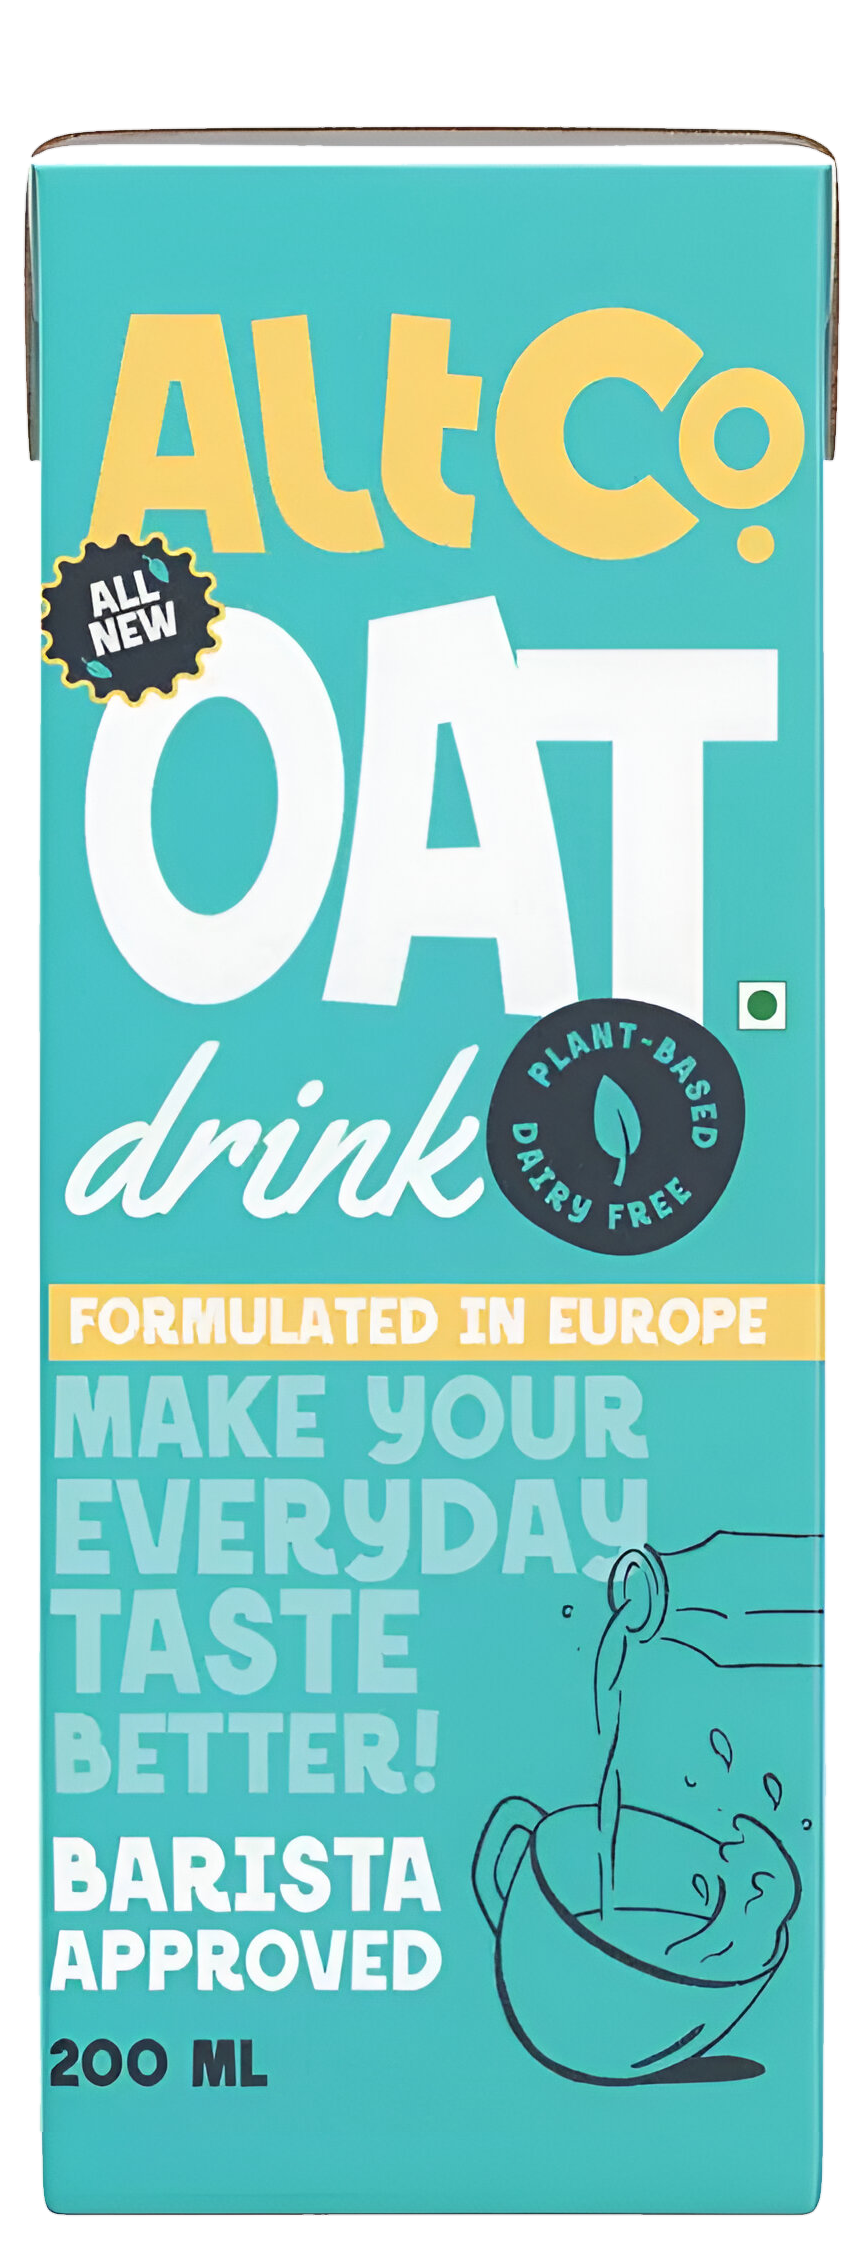 ALtCo.
ALL
NEW
OAT
drink
PLANT-BASED
DAIRY FREE
FORMULATED IN EUROPE
MAKE YOUR
EVERYDAY
TASTE
BETTER!
BARISTA
APPROVED
200 ML